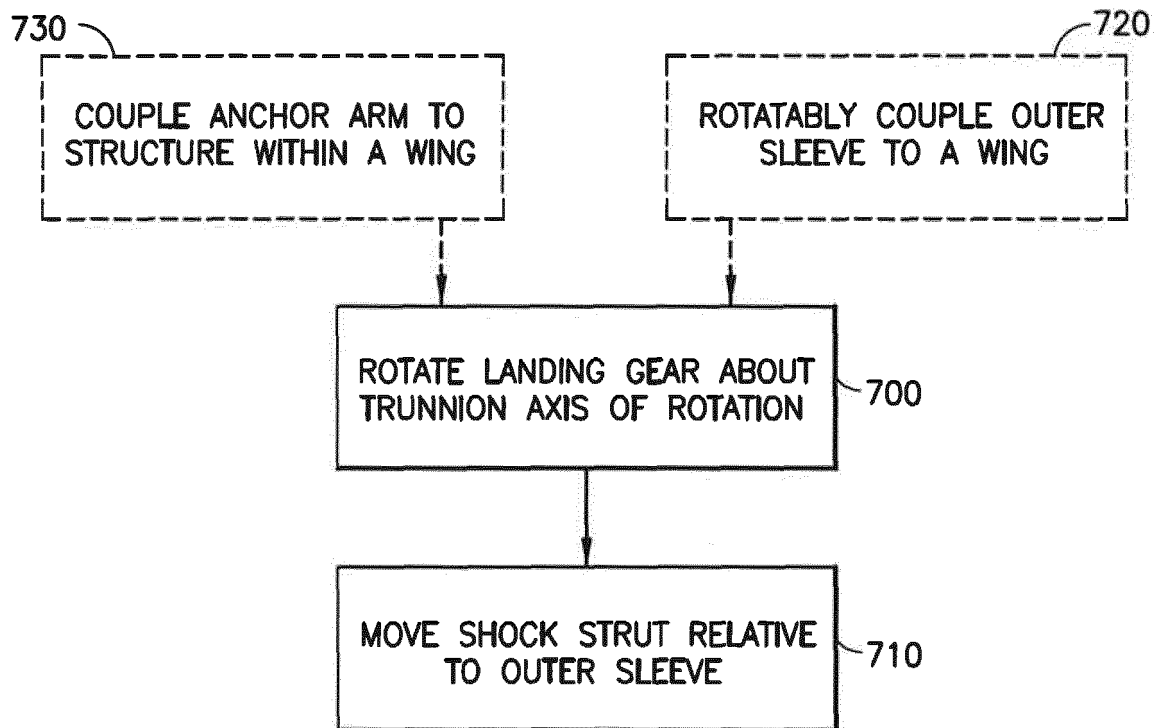 730
720
COUPLE ANCHOR ARM TO
STRUCTURE WITHIN A WING
ROTATABLY COUPLE OUTER
SLEEVE TO A WING
ROTATE LANDING GEAR ABOUT
TRUNNION AXIS OF ROTATION
700
MOVE SHOCK STRUT RELATIVE
TO OUTER SLEEVE
710